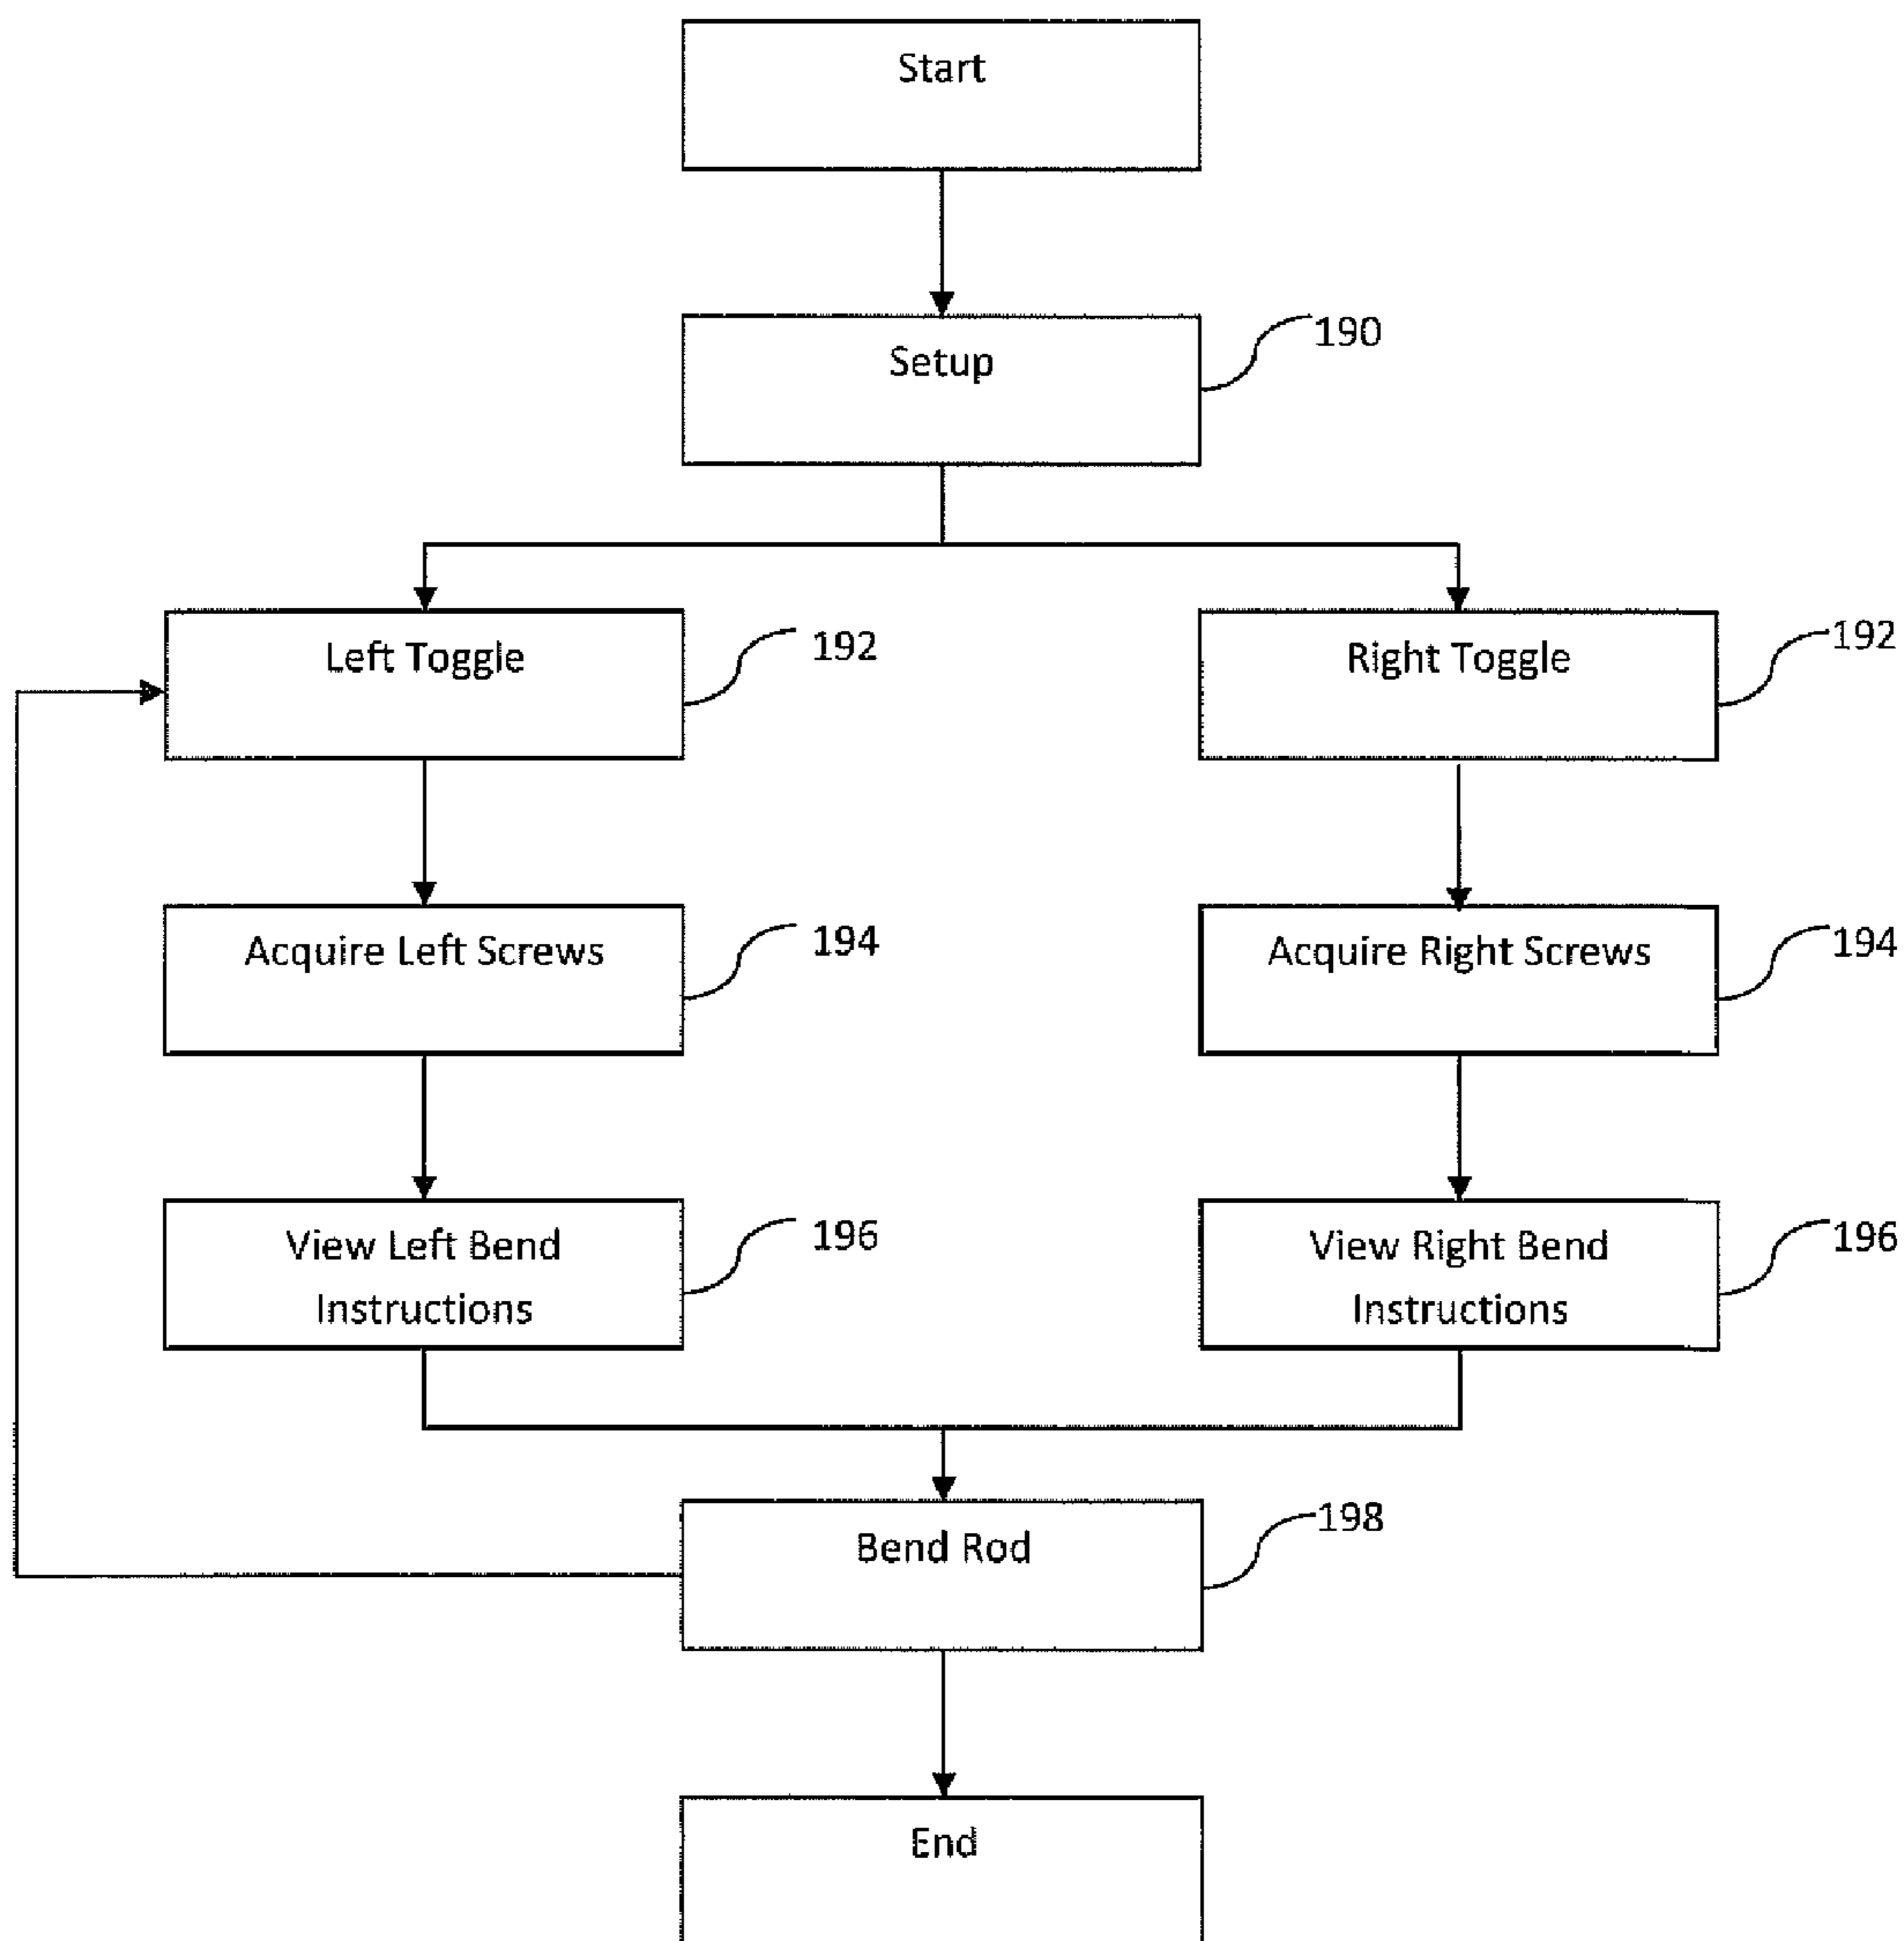 Start
Setup
190
Left Toggle
192
Right Toggle
192
Acquire Left Screws
194
Acquire Right Screws
194
View Left Bend
Instructions
196
View Right Bend
Instructions
196
Bend Rod
198
End